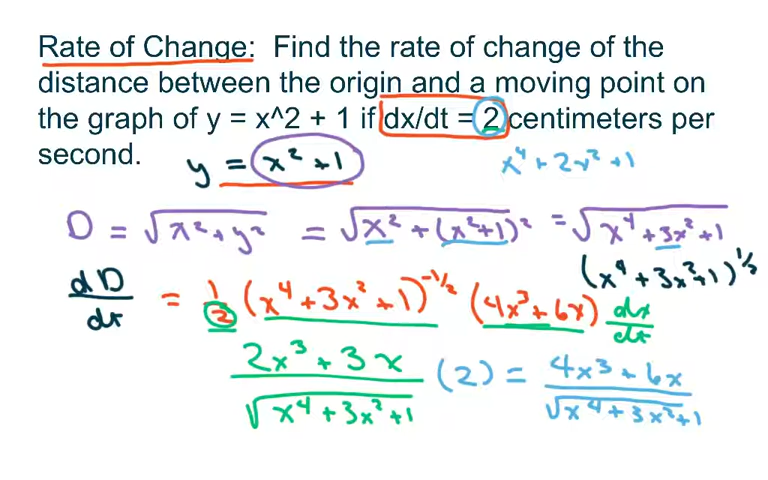 Rate of Change: Find the rate of change of the
distance between the origin and a moving point on
the graph of y = x^2 + 1 if dx/dt = 2 centimeters per
second.
y = x² + 1
x⁴ + 2x² + 1
D = √(x² + y²) = √(x² + (x²+1)²) = √(x⁴ + 3x² + 1)
(x⁴ + 3x² + 1)^½
dD/dt = 1/2 (x⁴ + 3x² + 1)^-½ (4x³ + 6x) dx/dt
(2x³ + 3x)/√(x⁴ + 3x² + 1) (2) = (4x³ + 6x)/√(x⁴ + 3x² + 1)